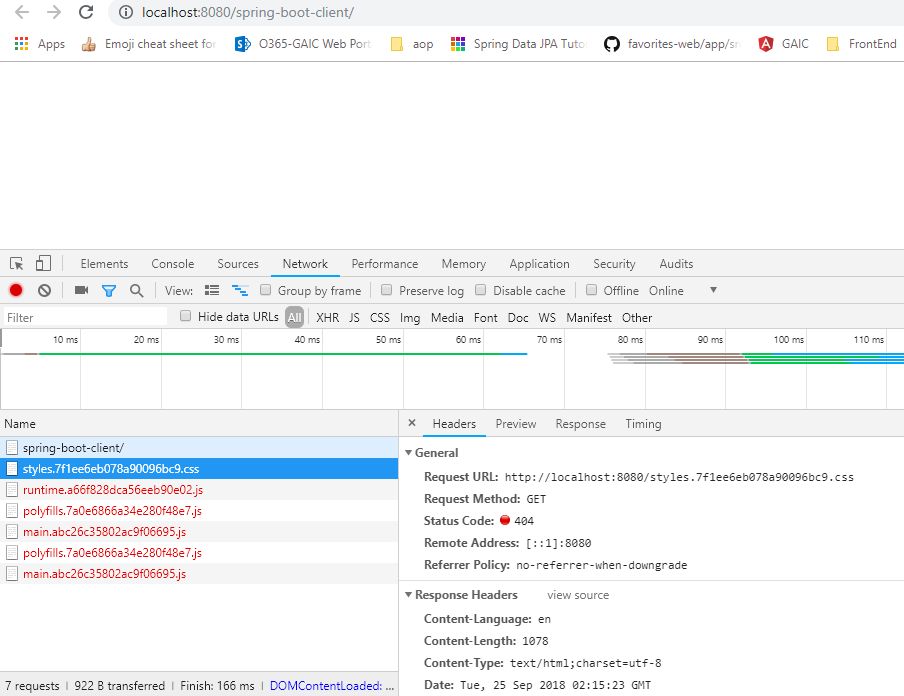 localhost:8080/spring-boot-client/
Apps Emoji cheat sheet for O365-GAIC Web Port aop Spring Data JPA Tuto favorites-web/app/sr GAIC FrontEnd
Elements Console Sources Network Performance Memory Application Security Audits
View: Group by frame Preserve log Disable cache Offline Online
Filter Hide data URLs All XHR JS CSS Img Media Font Doc WS Manifest Other
10 ms 20 ms 30 ms 40 ms 50 ms 60 ms 70 ms 80 ms 90 ms 100 ms 110 ms
Name
spring-boot-client/
styles.7f1ee6eb078a90096bc9.css
runtime.a66f828dca56eeb90e02.js
polyfills.7a0e6866a34e280f48e7.js
main.abc26c35802ac9f06695.js
polyfills.7a0e6866a34e280f48e7.js
main.abc26c35802ac9f06695.js
7 requests | 922 B transferred | Finish: 166 ms | DOMContentLoaded: ...
× Headers Preview Response Timing
General
Request URL: http://localhost:8080/styles.7f1ee6eb078a90096bc9.css
Request Method: GET
Status Code: 404
Remote Address: [::1]:8080
Referrer Policy: no-referrer-when-downgrade
Response Headers view source
Content-Language: en
Content-Length: 1078
Content-Type: text/html;charset=utf-8
Date: Tue, 25 Sep 2018 02:15:23 GMT